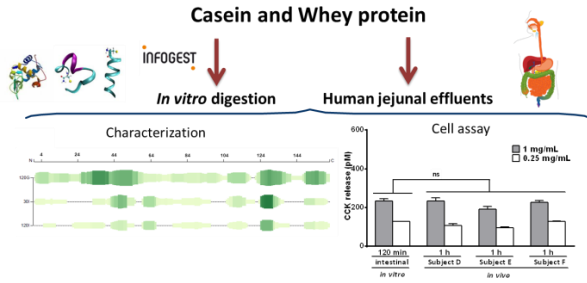 Casein and Whey protein
INFOGEST
In vitro digestion
Human jejunal effluents
Characterization
N
4 24 44 64 84 104 124 144
C
Cell assay
1 mg/mL
0.25 mg/mL
CCK release (pM)
600
400
200
0
ns
120 min 1 h 1 h 1 h
intestinal Subject D Subject E Subject F
in vitro in vivo